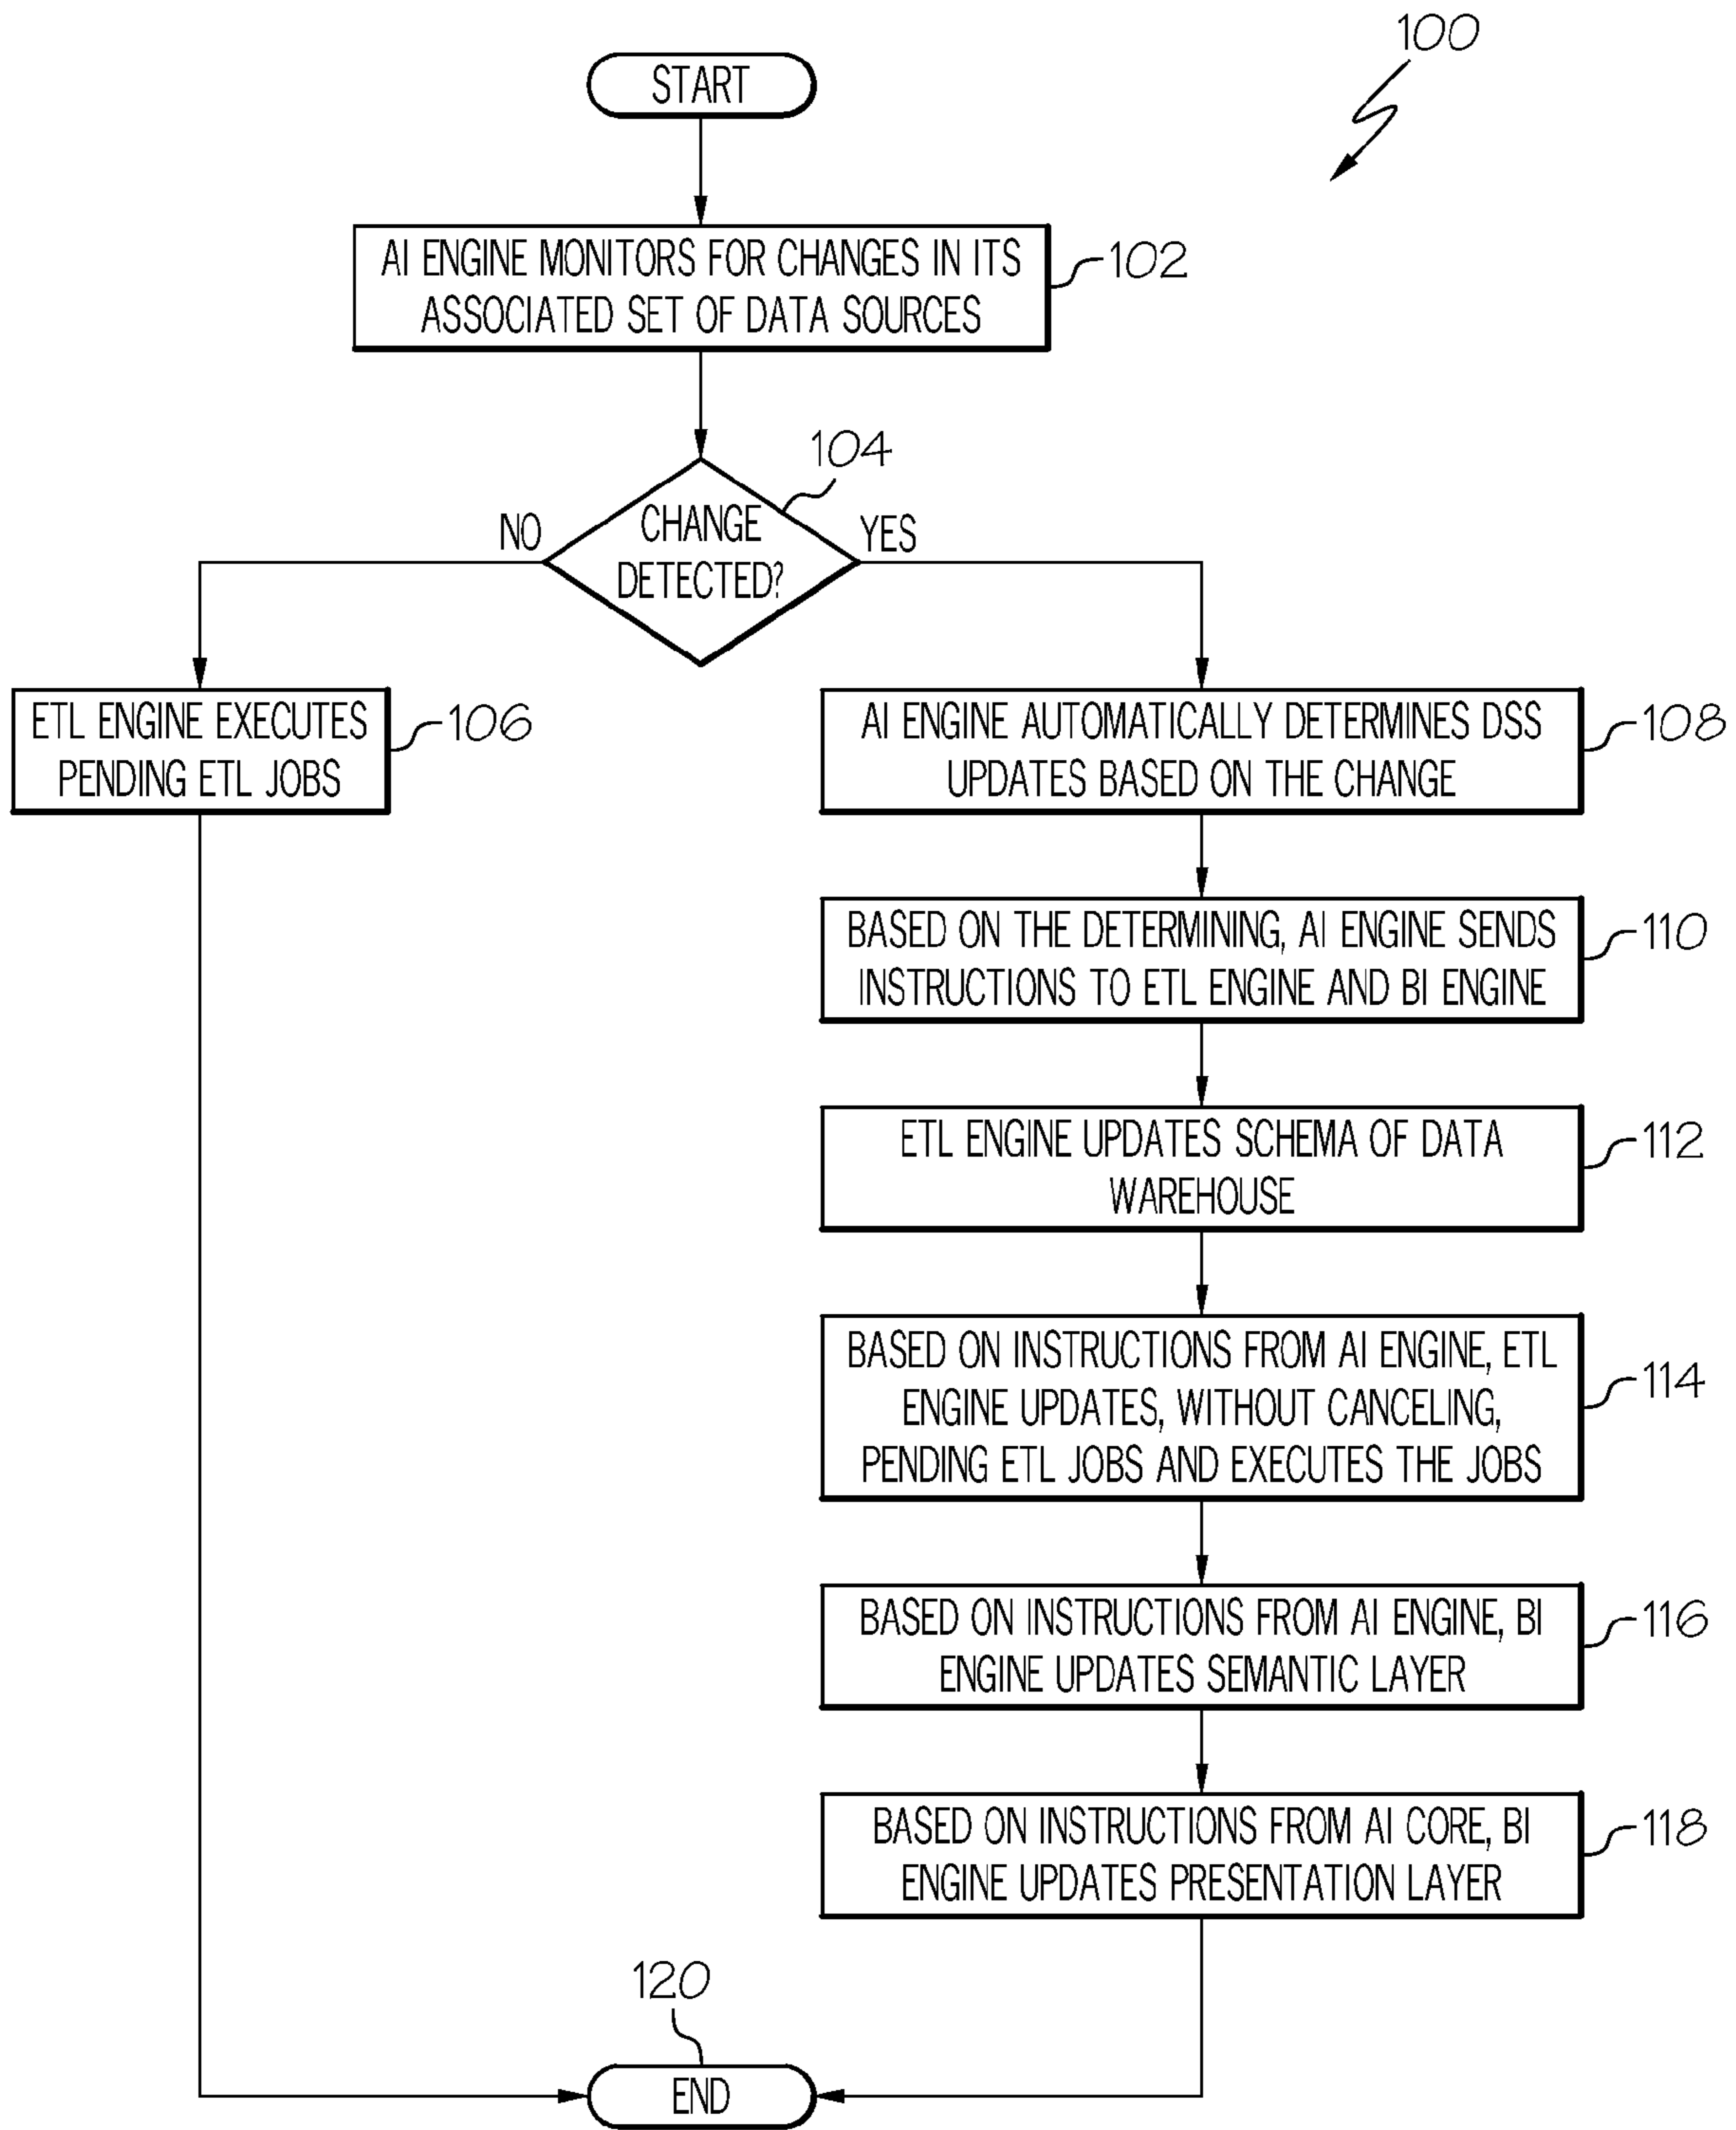 100
START
AI ENGINE MONITORS FOR CHANGES IN ITS
ASSOCIATED SET OF DATA SOURCES
102
104
CHANGE
DETECTED?
NO
YES
ETL ENGINE EXECUTES
PENDING ETL JOBS
106
AI ENGINE AUTOMATICALLY DETERMINES DSS
UPDATES BASED ON THE CHANGE
108
BASED ON THE DETERMINING, AI ENGINE SENDS
INSTRUCTIONS TO ETL ENGINE AND BI ENGINE
110
ETL ENGINE UPDATES SCHEMA OF DATA
WAREHOUSE
112
BASED ON INSTRUCTIONS FROM AI ENGINE, ETL
ENGINE UPDATES, WITHOUT CANCELING,
PENDING ETL JOBS AND EXECUTES THE JOBS
114
BASED ON INSTRUCTIONS FROM AI ENGINE, BI
ENGINE UPDATES SEMANTIC LAYER
116
BASED ON INSTRUCTIONS FROM AI CORE, BI
ENGINE UPDATES PRESENTATION LAYER
118
120
END